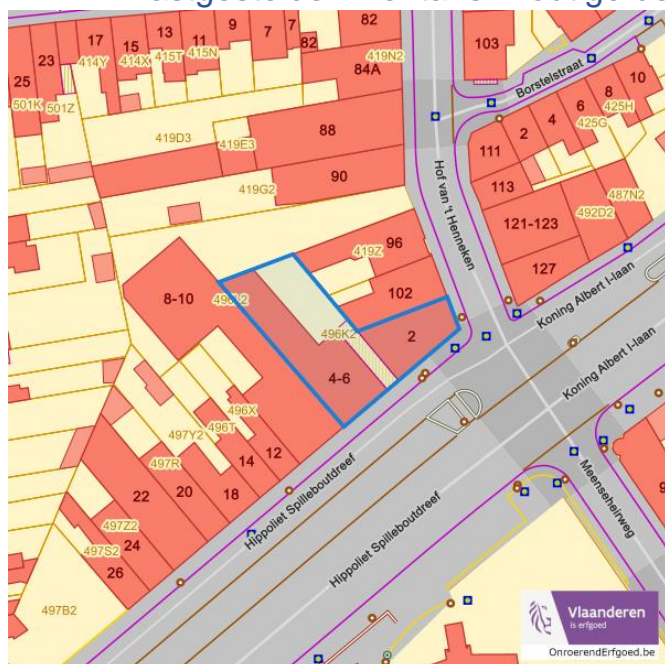 82
7
7
9
11
13
15
17
23
25
82
84A
103
414Y
414X
415T
415N
419N2
501K
501Z
Borstelstraat
10
8
6
4
2
111
425H
425G
88
419D3
419E3
90
419G2
Hof van 't Henneken
113
487N2
121-123
492D2
127
96
419Z
102
8-10
496K2
2
4-6
Koning Albert I-laan
Koning Albert I-laan
496X
496T
497Y2
497R
12
14
18
20
22
24
26
497Z2
497S2
497B2
Hippoliet Spilleboutdreef
Hippoliet Spilleboutdreef
Meenseheirweg
9
Vlaanderen
is erfgoed
OnroerendErfgoed.be